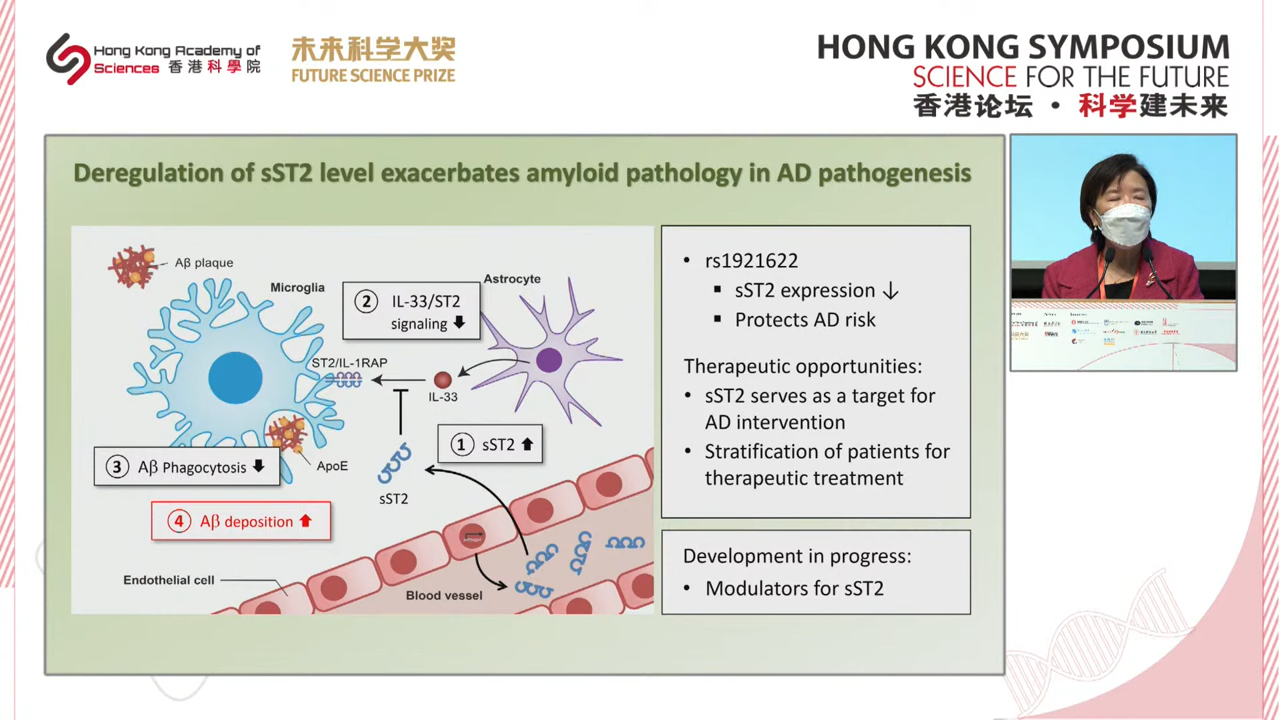 Hong Kong Academy of
Sciences 香港科學院
未来科学大奖
FUTURE SCIENCE PRIZE
HONG KONG SYMPOSIUM
SCIENCE FOR THE FUTURE
香港论坛 · 科学建未来
Deregulation of sST2 level exacerbates amyloid pathology in AD pathogenesis
Aβ plaque
Microglia
Astrocyte
② IL-33/ST2
signaling ⬇
ST2/IL-1RAP
IL-33
① sST2 ⬆
③ Aβ Phagocytosis ⬇
ApoE
sST2
④ Aβ deposition ⬆
Endothelial cell
Blood vessel
• rs1921622
▪ sST2 expression ↓
▪ Protects AD risk
Therapeutic opportunities:
• sST2 serves as a target for
AD intervention
• Stratification of patients for
therapeutic treatment
Development in progress:
• Modulators for sST2